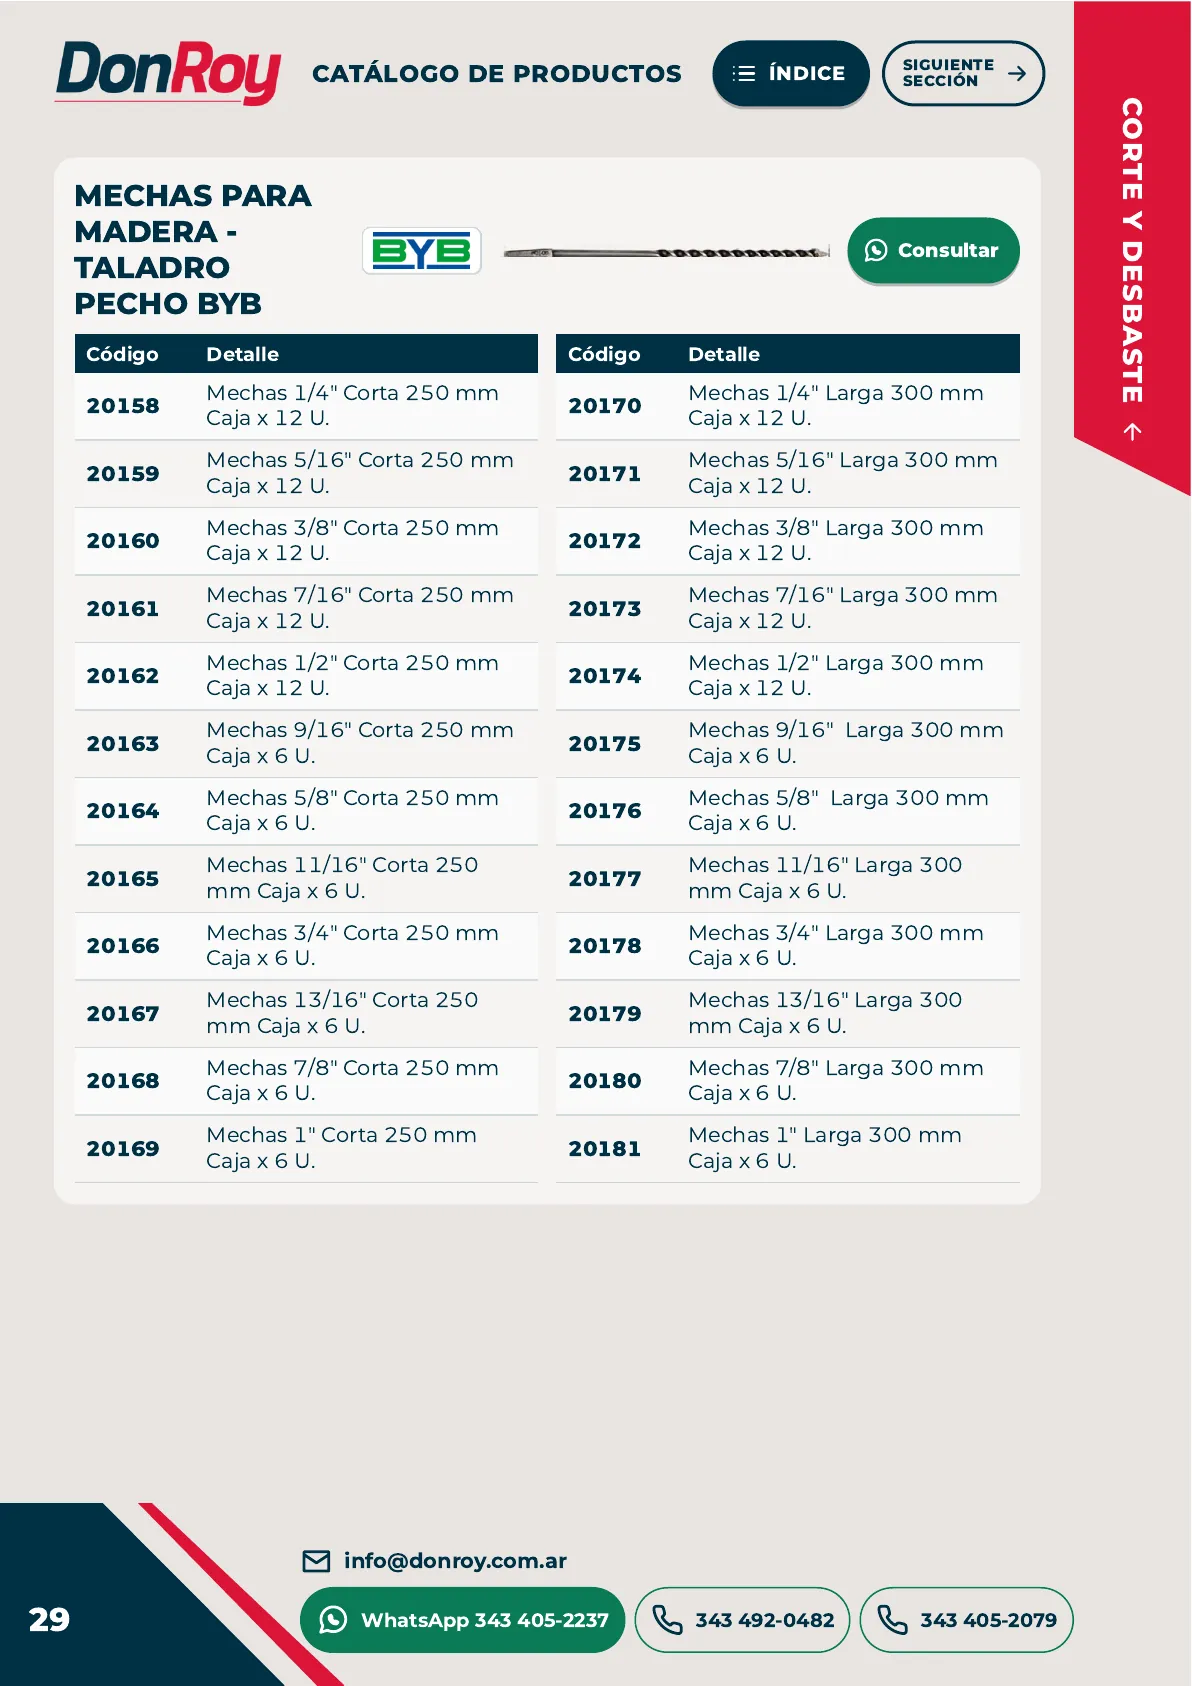 DonRoy
CATÁLOGO DE PRODUCTOS
ÍNDICE
SIGUIENTE
SECCIÓN
CORTE Y DESBASTE
MECHAS PARA
MADERA -
TALADRO
PECHO BYB
BYB
Consultar
Código Detalle
20158 Mechas 1/4" Corta 250 mm
Caja x 12 U.
20159 Mechas 5/16" Corta 250 mm
Caja x 12 U.
20160 Mechas 3/8" Corta 250 mm
Caja x 12 U.
20161 Mechas 7/16" Corta 250 mm
Caja x 12 U.
20162 Mechas 1/2" Corta 250 mm
Caja x 12 U.
20163 Mechas 9/16" Corta 250 mm
Caja x 6 U.
20164 Mechas 5/8" Corta 250 mm
Caja x 6 U.
20165 Mechas 11/16" Corta 250
mm Caja x 6 U.
20166 Mechas 3/4" Corta 250 mm
Caja x 6 U.
20167 Mechas 13/16" Corta 250
mm Caja x 6 U.
20168 Mechas 7/8" Corta 250 mm
Caja x 6 U.
20169 Mechas 1" Corta 250 mm
Caja x 6 U.
Código Detalle
20170 Mechas 1/4" Larga 300 mm
Caja x 12 U.
20171 Mechas 5/16" Larga 300 mm
Caja x 12 U.
20172 Mechas 3/8" Larga 300 mm
Caja x 12 U.
20173 Mechas 7/16" Larga 300 mm
Caja x 12 U.
20174 Mechas 1/2" Larga 300 mm
Caja x 12 U.
20175 Mechas 9/16"  Larga 300 mm
Caja x 6 U.
20176 Mechas 5/8"  Larga 300 mm
Caja x 6 U.
20177 Mechas 11/16" Larga 300
mm Caja x 6 U.
20178 Mechas 3/4" Larga 300 mm
Caja x 6 U.
20179 Mechas 13/16" Larga 300
mm Caja x 6 U.
20180 Mechas 7/8" Larga 300 mm
Caja x 6 U.
20181 Mechas 1" Larga 300 mm
Caja x 6 U.
info@donroy.com.ar
29
WhatsApp 343 405-2237
343 492-0482
343 405-2079